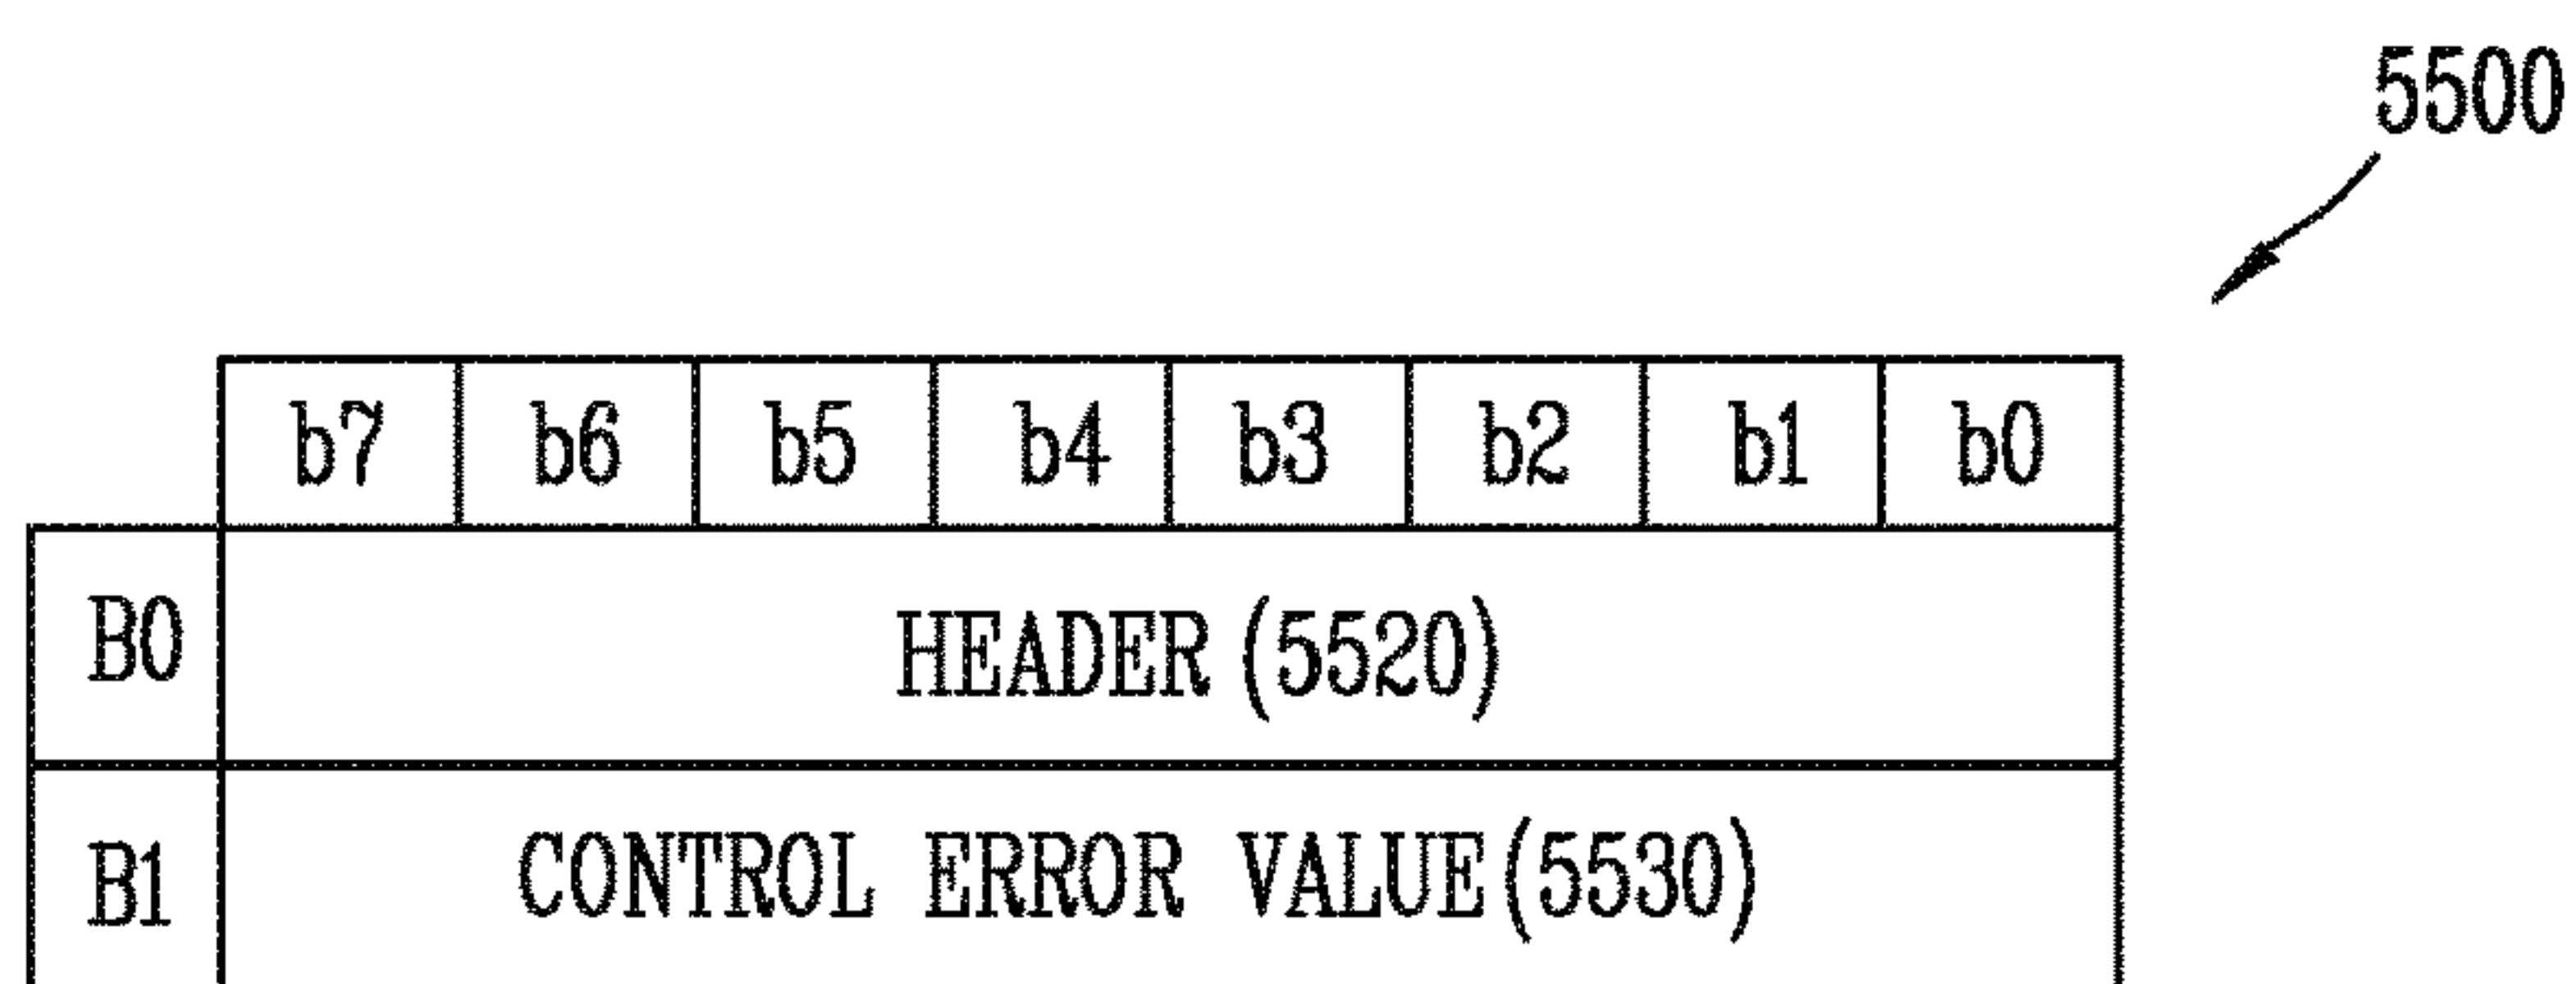 5500
b7 b6 b5 b4 b3 b2 b1 b0
B0 HEADER (5520)
B1 CONTROL ERROR VALUE(5530)